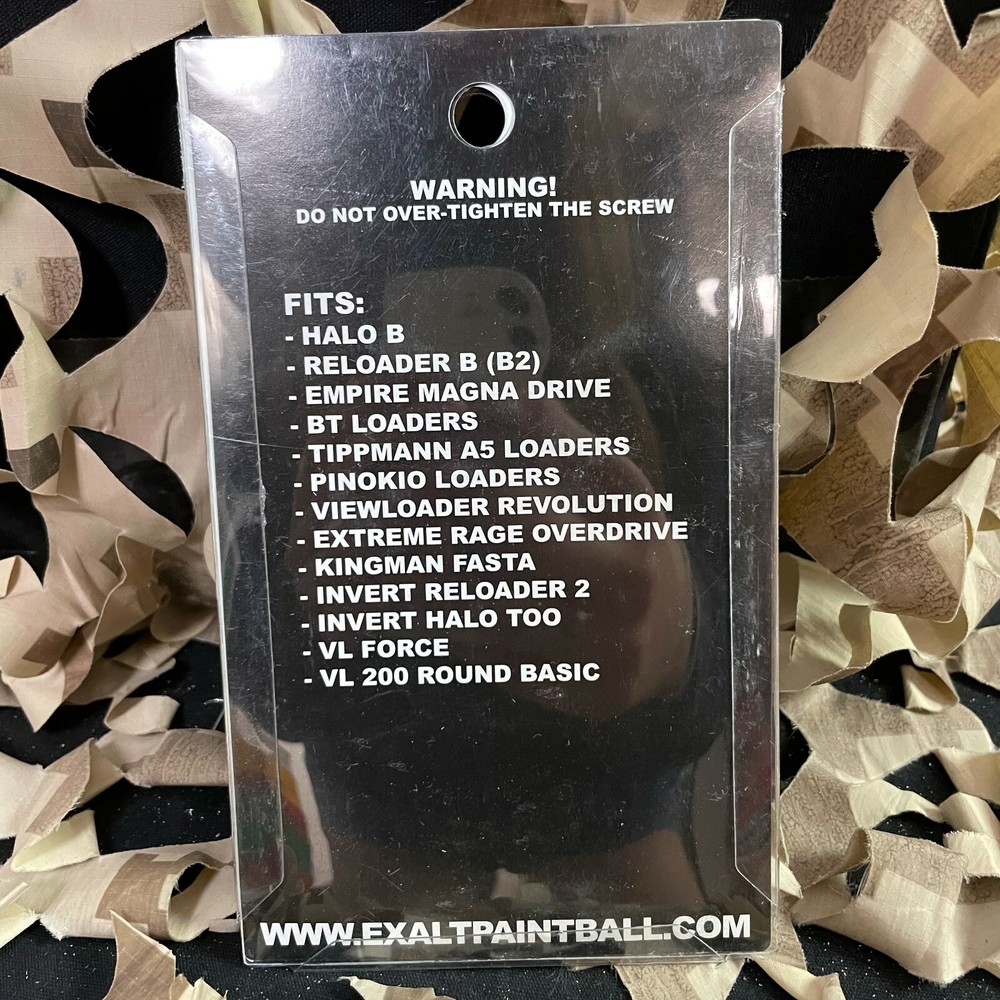 WARNING!
DO NOT OVER-TIGHTEN THE SCREW
FITS:
- HALO B
- RELOADER B (B2)
- EMPIRE MAGNA DRIVE
- BT LOADERS
- TIPPMANN A5 LOADERS
- PINOKIO LOADERS
- VIEWLOADER REVOLUTION
- EXTREME RAGE OVERDRIVE
- KINGMAN FASTA
- INVERT RELOADER 2
- INVERT HALO TOO
- VL FORCE
- VL 200 ROUND BASIC
WWW.EXALTPAINTBALL.COM